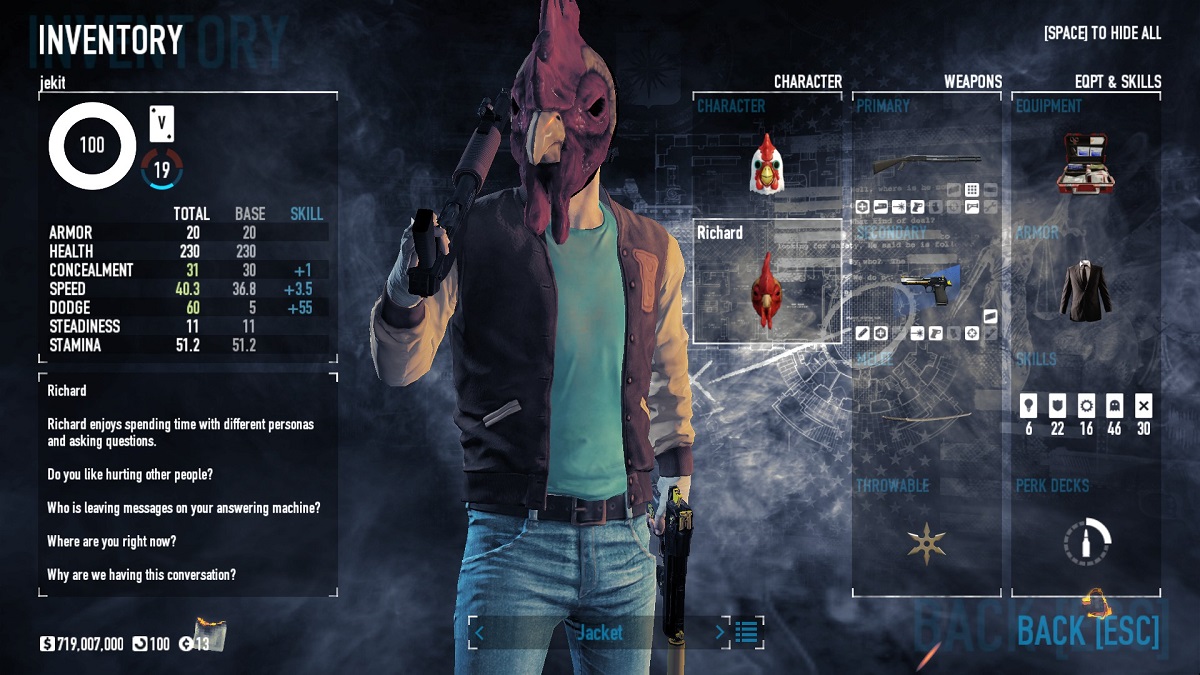 INVENTORY
[SPACE] TO HIDE ALL
jekit
100
V
19
TOTAL BASE SKILL
ARMOR 20 20
HEALTH 230 230
CONCEALMENT 31 30 +1
SPEED 40.3 36.8 +3.5
DODGE 60 5 +55
STEADINESS 11 11
STAMINA 51.2 51.2
Richard
Richard enjoys spending time with different personas
and asking questions.
Do you like hurting other people?
Who is leaving messages on your answering machine?
Where are you right now?
Why are we having this conversation?
$ 719,007,000 100 13
CHARACTER
CHARACTER
Richard
WEAPONS
PRIMARY
SECONDARY
MELEE
THROWABLE
EQPT & SKILLS
EQUIPMENT
ARMOR
SKILLS
6 22 16 46 30
PERK DECKS
Jacket
BACK [ESC]